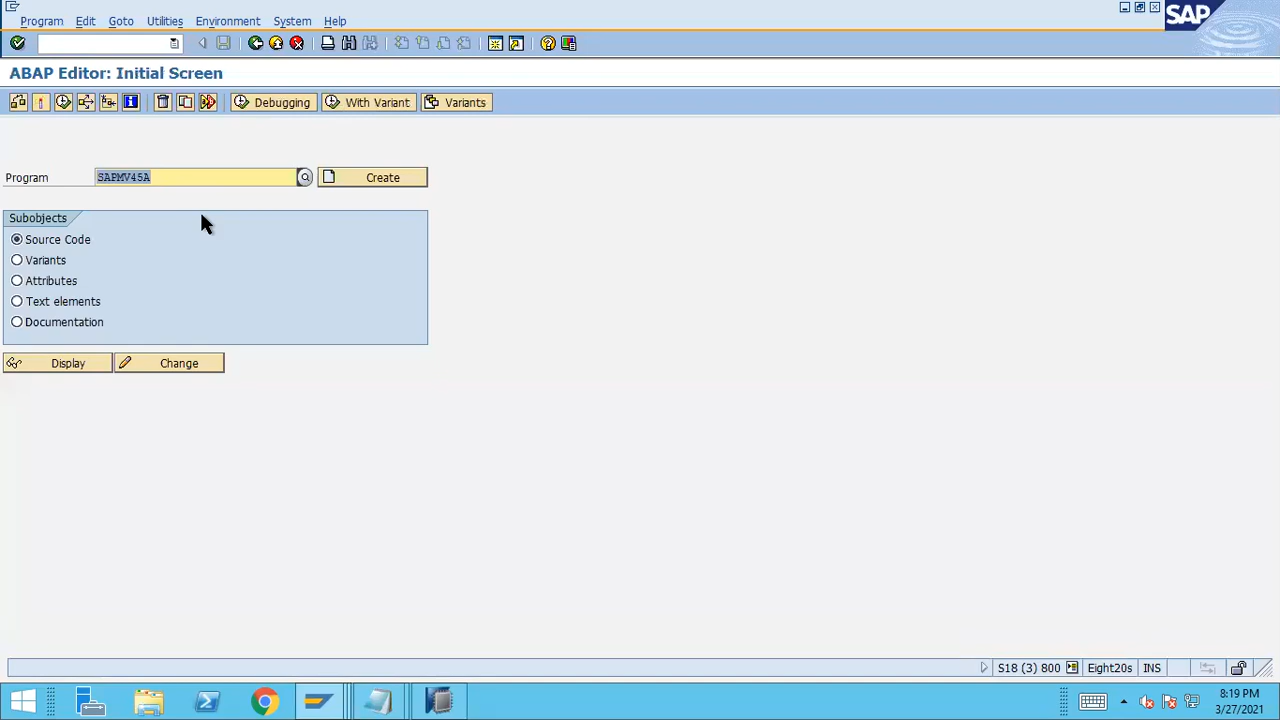 Program Edit Goto Utilities Environment System Help
SAP
ABAP Editor: Initial Screen
Debugging With Variant Variants
Program SAPMV45A Create
Subobjects
Source Code
Variants
Attributes
Text elements
Documentation
Display Change
S18 (3) 800 Eight20s INS
8:19 PM
3/27/2021